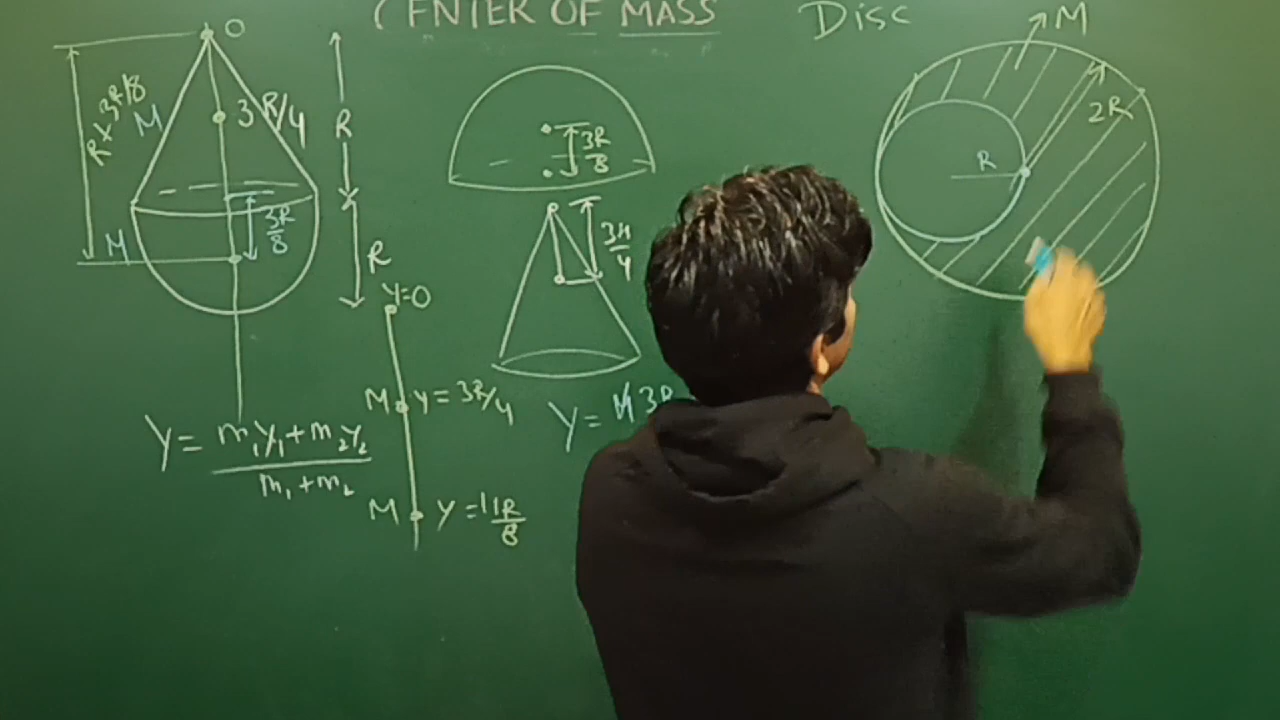 CENTER OF MASS
Disc
O
R + 3R/8
M
3R/4
R
M
3R
8
R
3R
8
3H
4
M
2R
R
y=0
M y = 3R/4
M y = 11R
8
Y = m₁y₁ + m₂y₂
m₁ + m₂
Y =